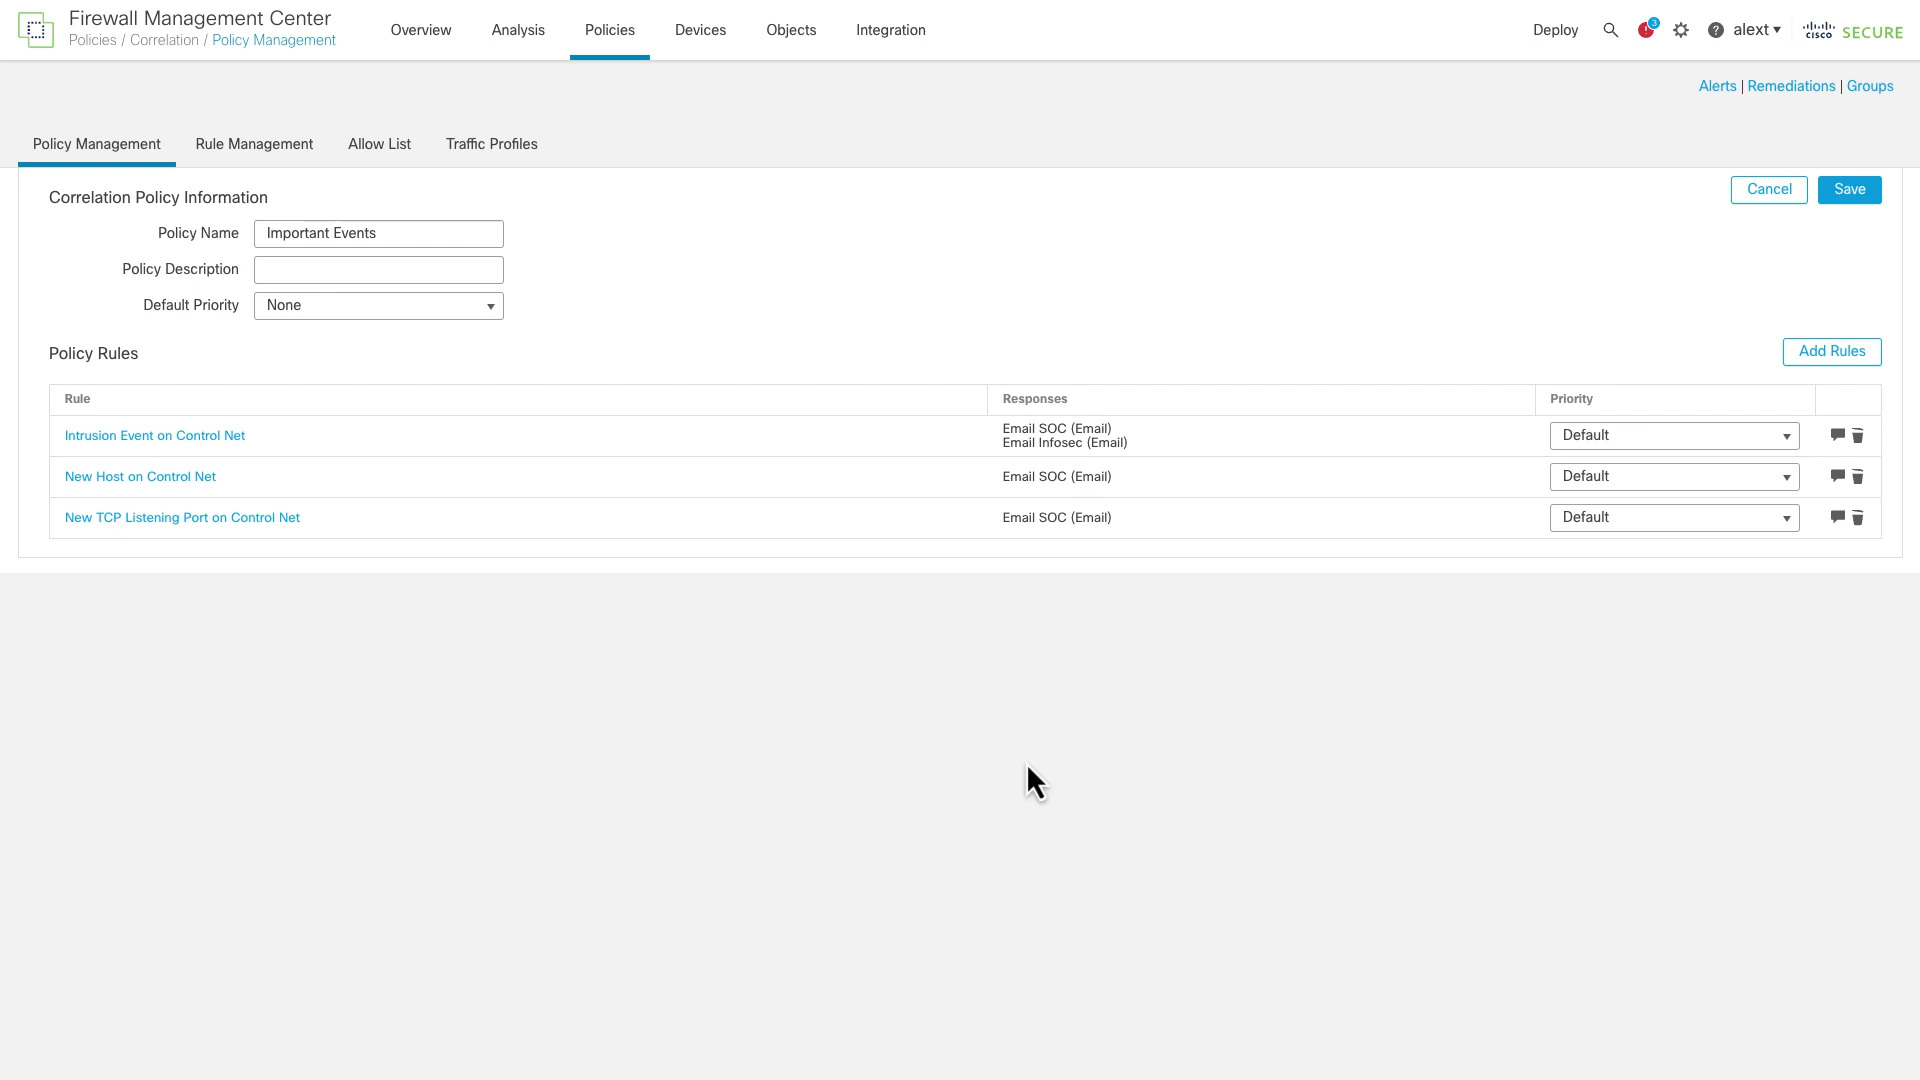 Firewall Management Center
Policies / Correlation / Policy Management
Overview
Analysis
Policies
Devices
Objects
Integration
Deploy
3
alext
cisco SECURE
Alerts | Remediations | Groups
Policy Management
Rule Management
Allow List
Traffic Profiles
Correlation Policy Information
Cancel
Save
Policy Name
Important Events
Policy Description
Default Priority
None
Policy Rules
Add Rules
Rule
Responses
Priority
Intrusion Event on Control Net
Email SOC (Email)
Email Infosec (Email)
Default
New Host on Control Net
Email SOC (Email)
Default
New TCP Listening Port on Control Net
Email SOC (Email)
Default